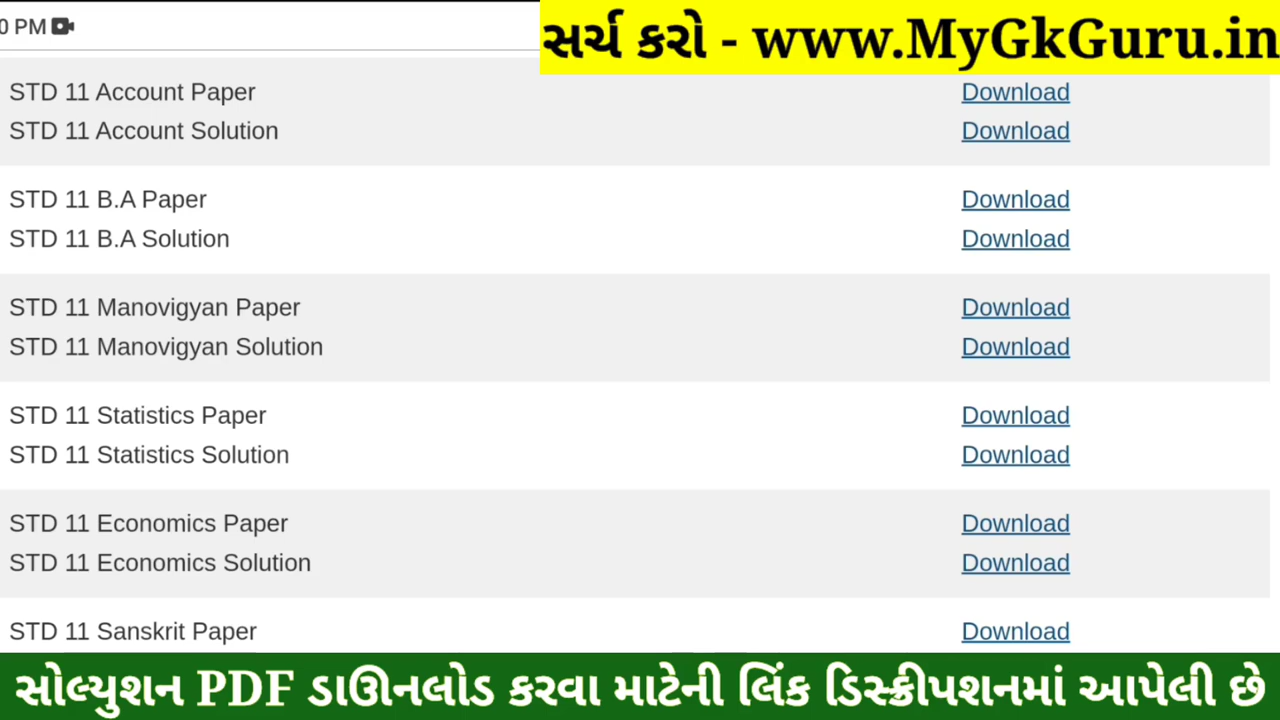 0 PM
સર્ચ કરો - www.MyGkGuru.in
STD 11 Account Paper Download
STD 11 Account Solution Download
STD 11 B.A Paper Download
STD 11 B.A Solution Download
STD 11 Manovigyan Paper Download
STD 11 Manovigyan Solution Download
STD 11 Statistics Paper Download
STD 11 Statistics Solution Download
STD 11 Economics Paper Download
STD 11 Economics Solution Download
STD 11 Sanskrit Paper Download
સોલ્યુશન PDF ડાઊનલોડ કરવા માટેની લિંક ડિસ્ક્રીપશનમાં આપેલી છે